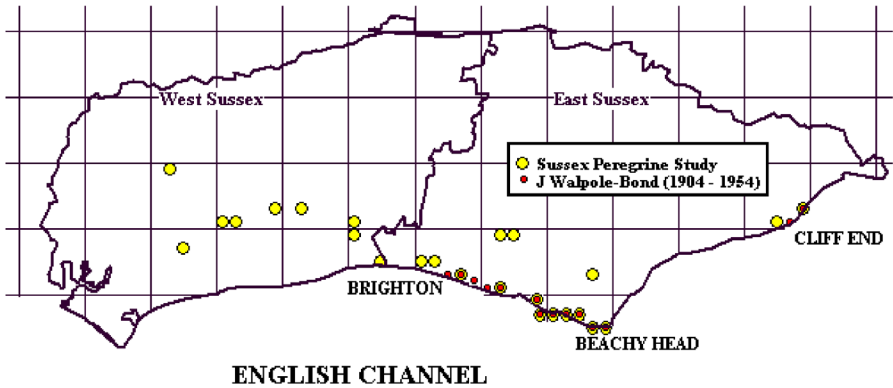 West Sussex
East Sussex
Sussex Peregrine Study
J Walpole-Bond (1904 - 1954)
CLIFF END
BRIGHTON
BEACHY HEAD
ENGLISH CHANNEL